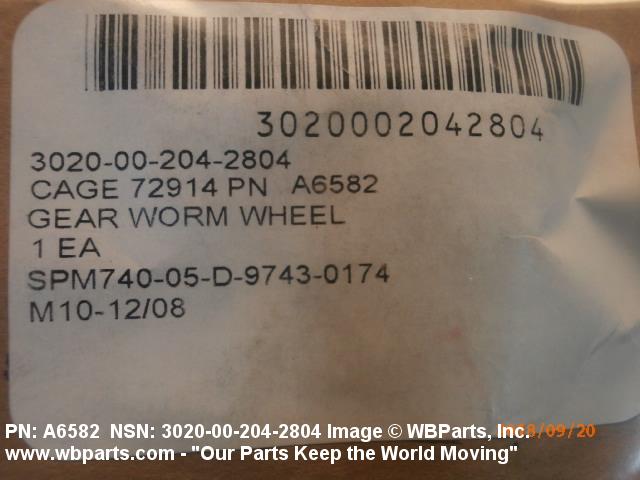 3020002042804
3020-00-204-2804
CAGE 72914 PN A6582
GEAR WORM WHEEL
1 EA
SPM740-05-D-9743-0174
M10-12/08
PN: A6582 NSN: 3020-00-204-2804 Image © WBParts, Inc.
www.wbparts.com - "Our Parts Keep the World Moving"